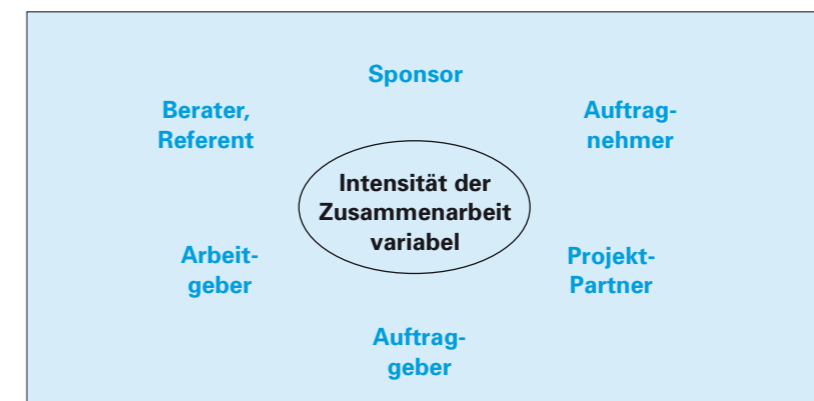 Sponsor
Berater,
Referent
Auftrag-
nehmer
Intensität der
Zusammenarbeit
variabel
Arbeit-
geber
Projekt-
Partner
Auftrag-
geber